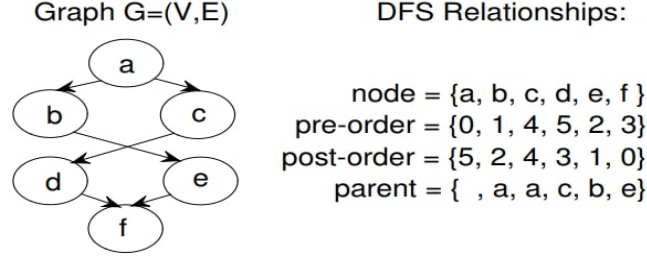 Graph G=(V,E)
DFS Relationships:
a
b
c
d
e
f
node = {a, b, c, d, e, f }
pre-order = {0, 1, 4, 5, 2, 3}
post-order = {5, 2, 4, 3, 1, 0}
parent = { , a, a, c, b, e}